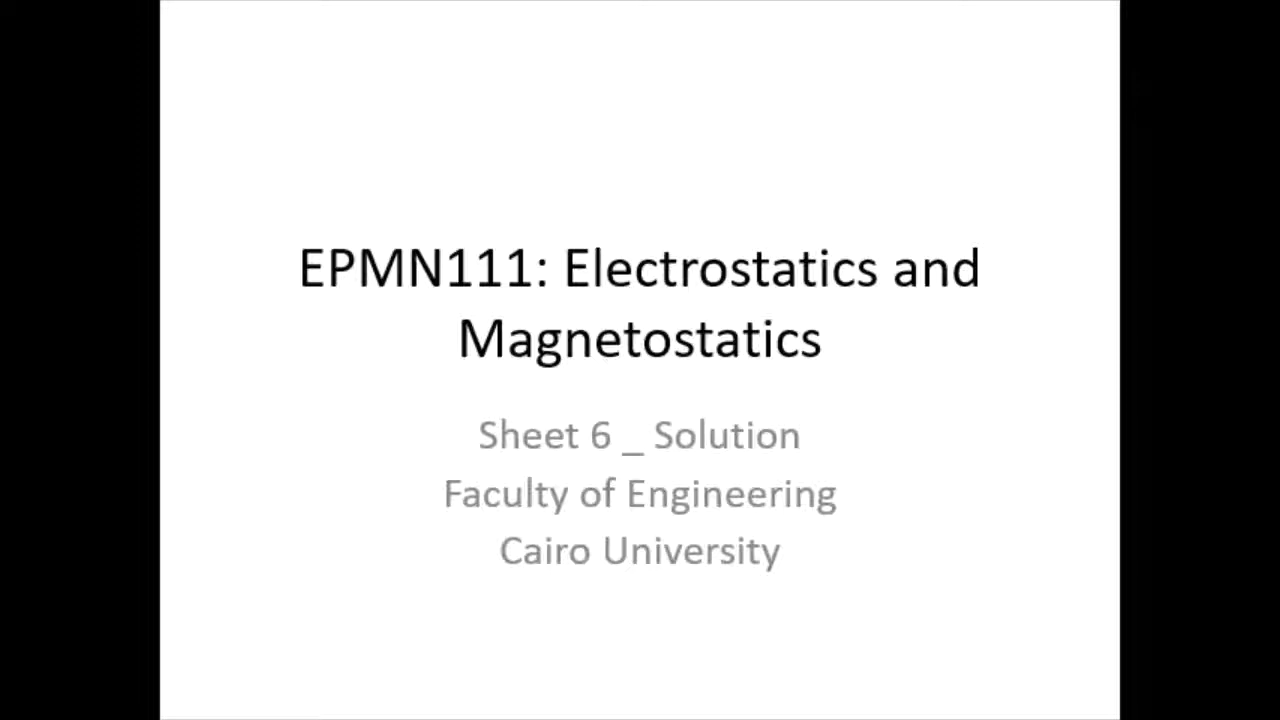 EPMN111: Electrostatics and
Magnetostatics
Sheet 6 _ Solution
Faculty of Engineering
Cairo University